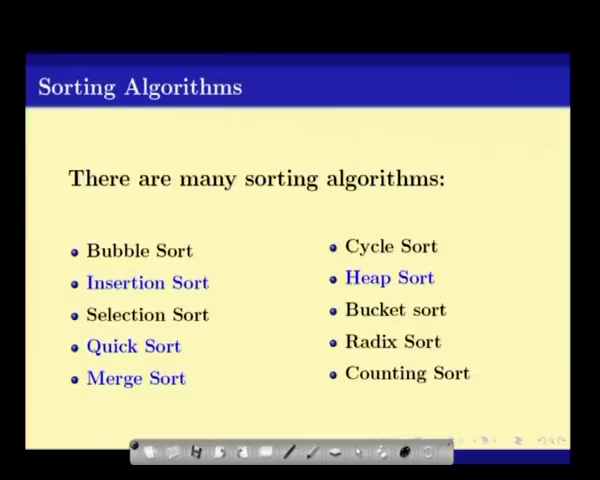 Sorting Algorithms
There are many sorting algorithms:
Bubble Sort
Insertion Sort
Selection Sort
Quick Sort
Merge Sort
Cycle Sort
Heap Sort
Bucket sort
Radix Sort
Counting Sort